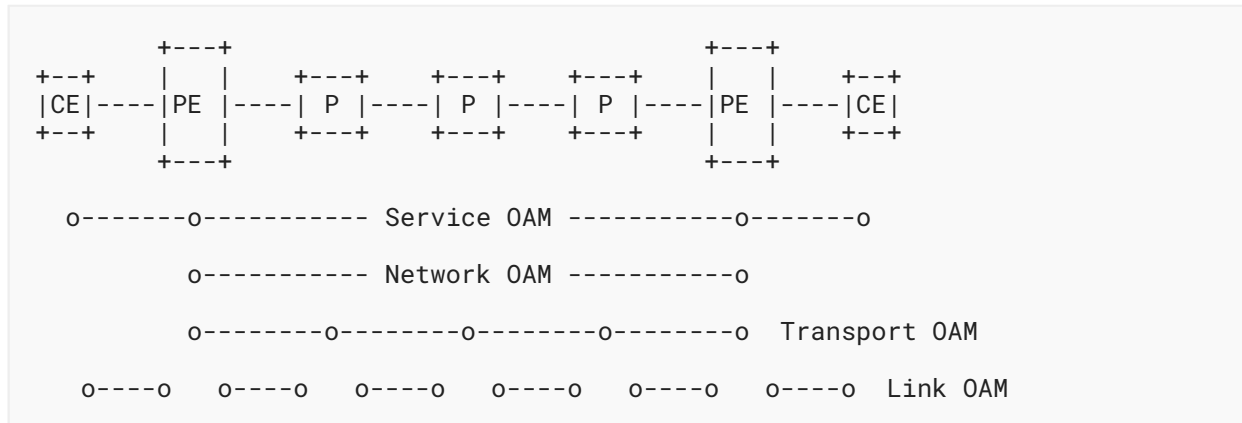 +---+                               +---+
+--+    |   |    +---+    +---+    +---+    |   |    +--+
|CE|----|PE |----| P |----| P |----| P |----|PE |----|CE|
+--+    |   |    +---+    +---+    +---+    |   |    +--+
        +---+                               +---+
  o-------o----------- Service OAM -----------o-------o
          o----------- Network OAM -----------o
          o--------o--------o--------o--------o  Transport OAM
   o----o   o----o   o----o   o----o   o----o   o----o  Link OAM